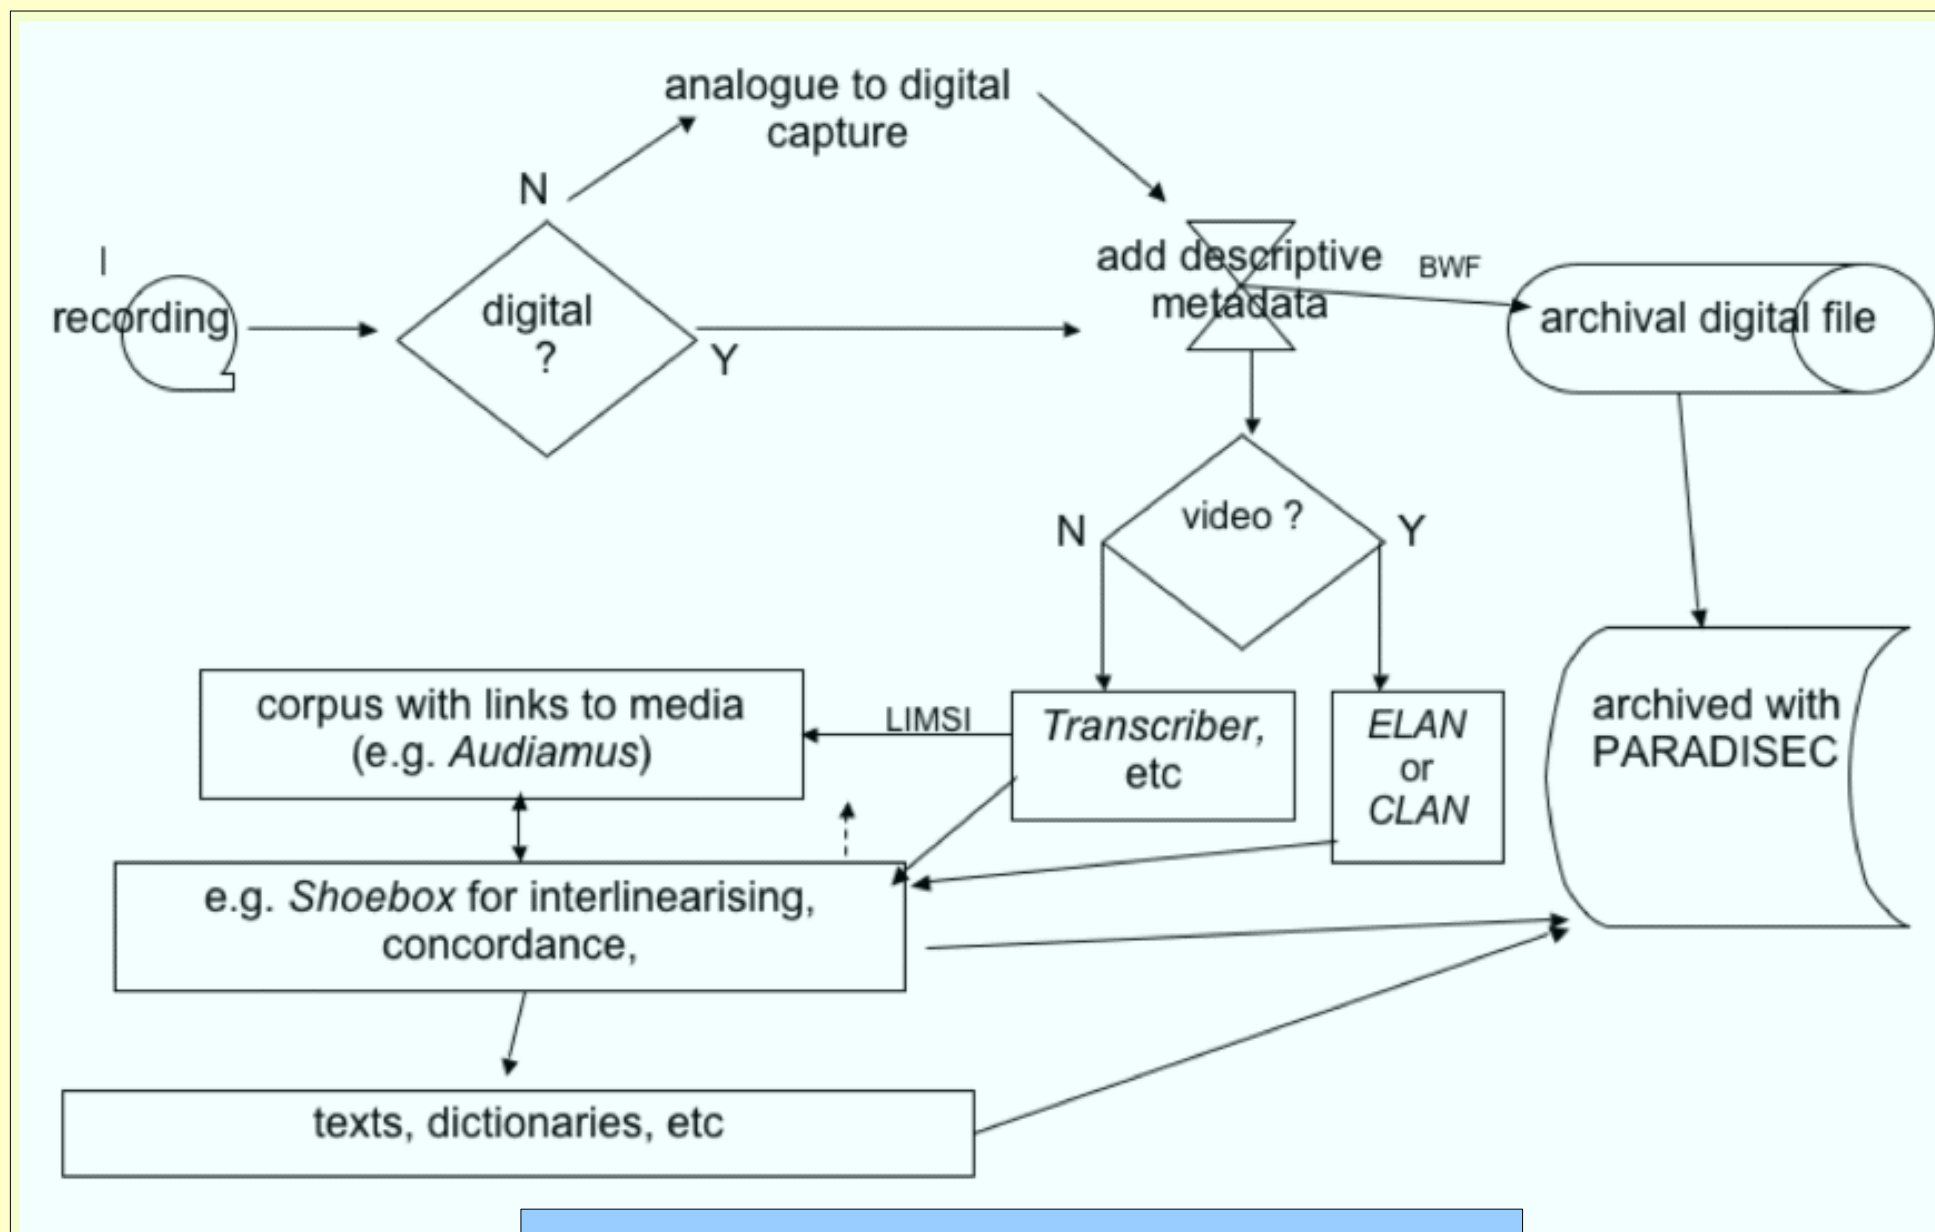 analogue to digital
capture
N
I
recording
digital
?
Y
add descriptive
metadata
BWF
archival digital file
video ?
N
Y
corpus with links to media
(e.g. Audiamus)
LIMSI
Transcriber,
etc
ELAN
or
CLAN
archived with
PARADISEC
e.g. Shoebox for interlinearising,
concordance,
texts, dictionaries, etc